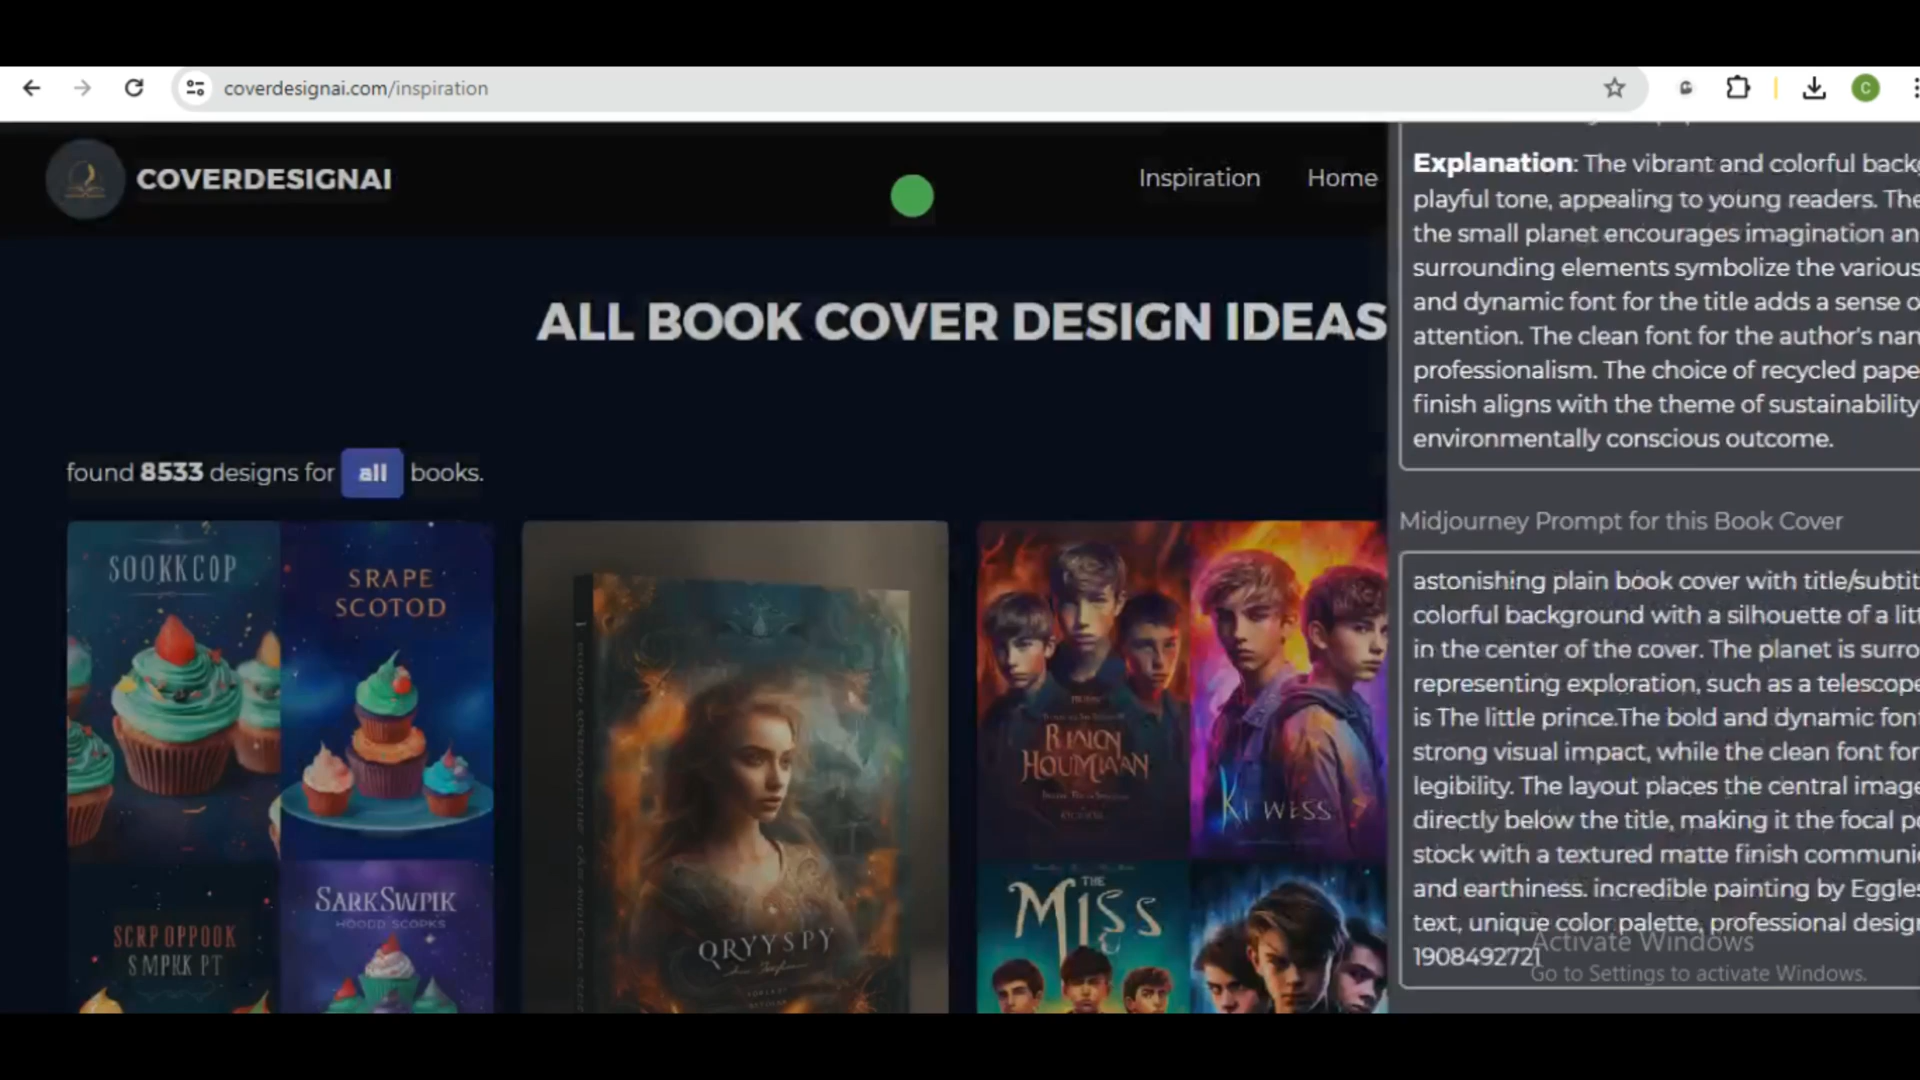 coverdesignai.com/inspiration
C
COVERDESIGNAI
Inspiration
Home
ALL BOOK COVER DESIGN IDEAS
found 8533 designs for all books.
SOOKKCOP
SRAPE
SCOTOD
SCRP OPPOOK
SMPRK PT
SARKSWPIK
HOODD SCOPKS
QRYYSPY
HOUMIAAN
KI WESS
THE
MISS
Explanation: The vibrant and colorful back
playful tone, appealing to young readers. The
the small planet encourages imagination an
surrounding elements symbolize the various
and dynamic font for the title adds a sense o
attention. The clean font for the author's nan
professionalism. The choice of recycled pape
finish aligns with the theme of sustainability
environmentally conscious outcome.
Midjourney Prompt for this Book Cover
astonishing plain book cover with title/subtit
colorful background with a silhouette of a litt
in the center of the cover. The planet is surro
representing exploration, such as a telescope
is The little prince.The bold and dynamic fon
strong visual impact, while the clean font for
legibility. The layout places the central image
directly below the title, making it the focal p
stock with a textured matte finish communi
and earthiness. incredible painting by Eggles
text, unique color palette, professional design
1908492721
Activate Windows
Go to Settings to activate Windows.